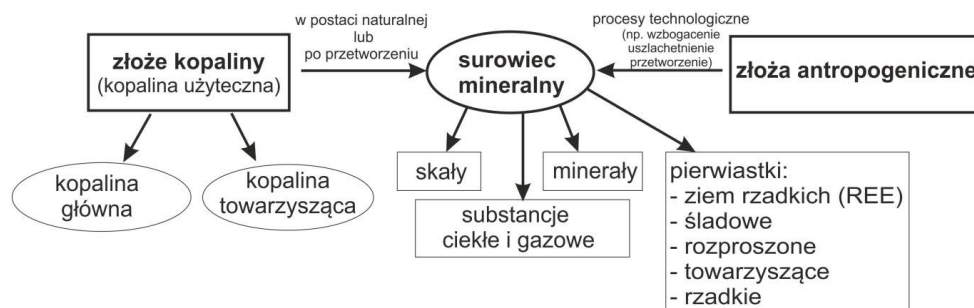 w postaci naturalnej
lub
po przetworzeniu
procesy technologiczne
(np. wzbogacenie
uszlachetnienie
przetworzenie)
złoże kopaliny
(kopalina użyteczna)
surowiec
mineralny
złoża antropogeniczne
kopalina
główna
kopalina
towarzysząca
skały
minerały
substancje
ciekłe i gazowe
pierwiastki:
- ziem rzadkich (REE)
- śladowe
- rozproszone
- towarzyszące
- rzadkie